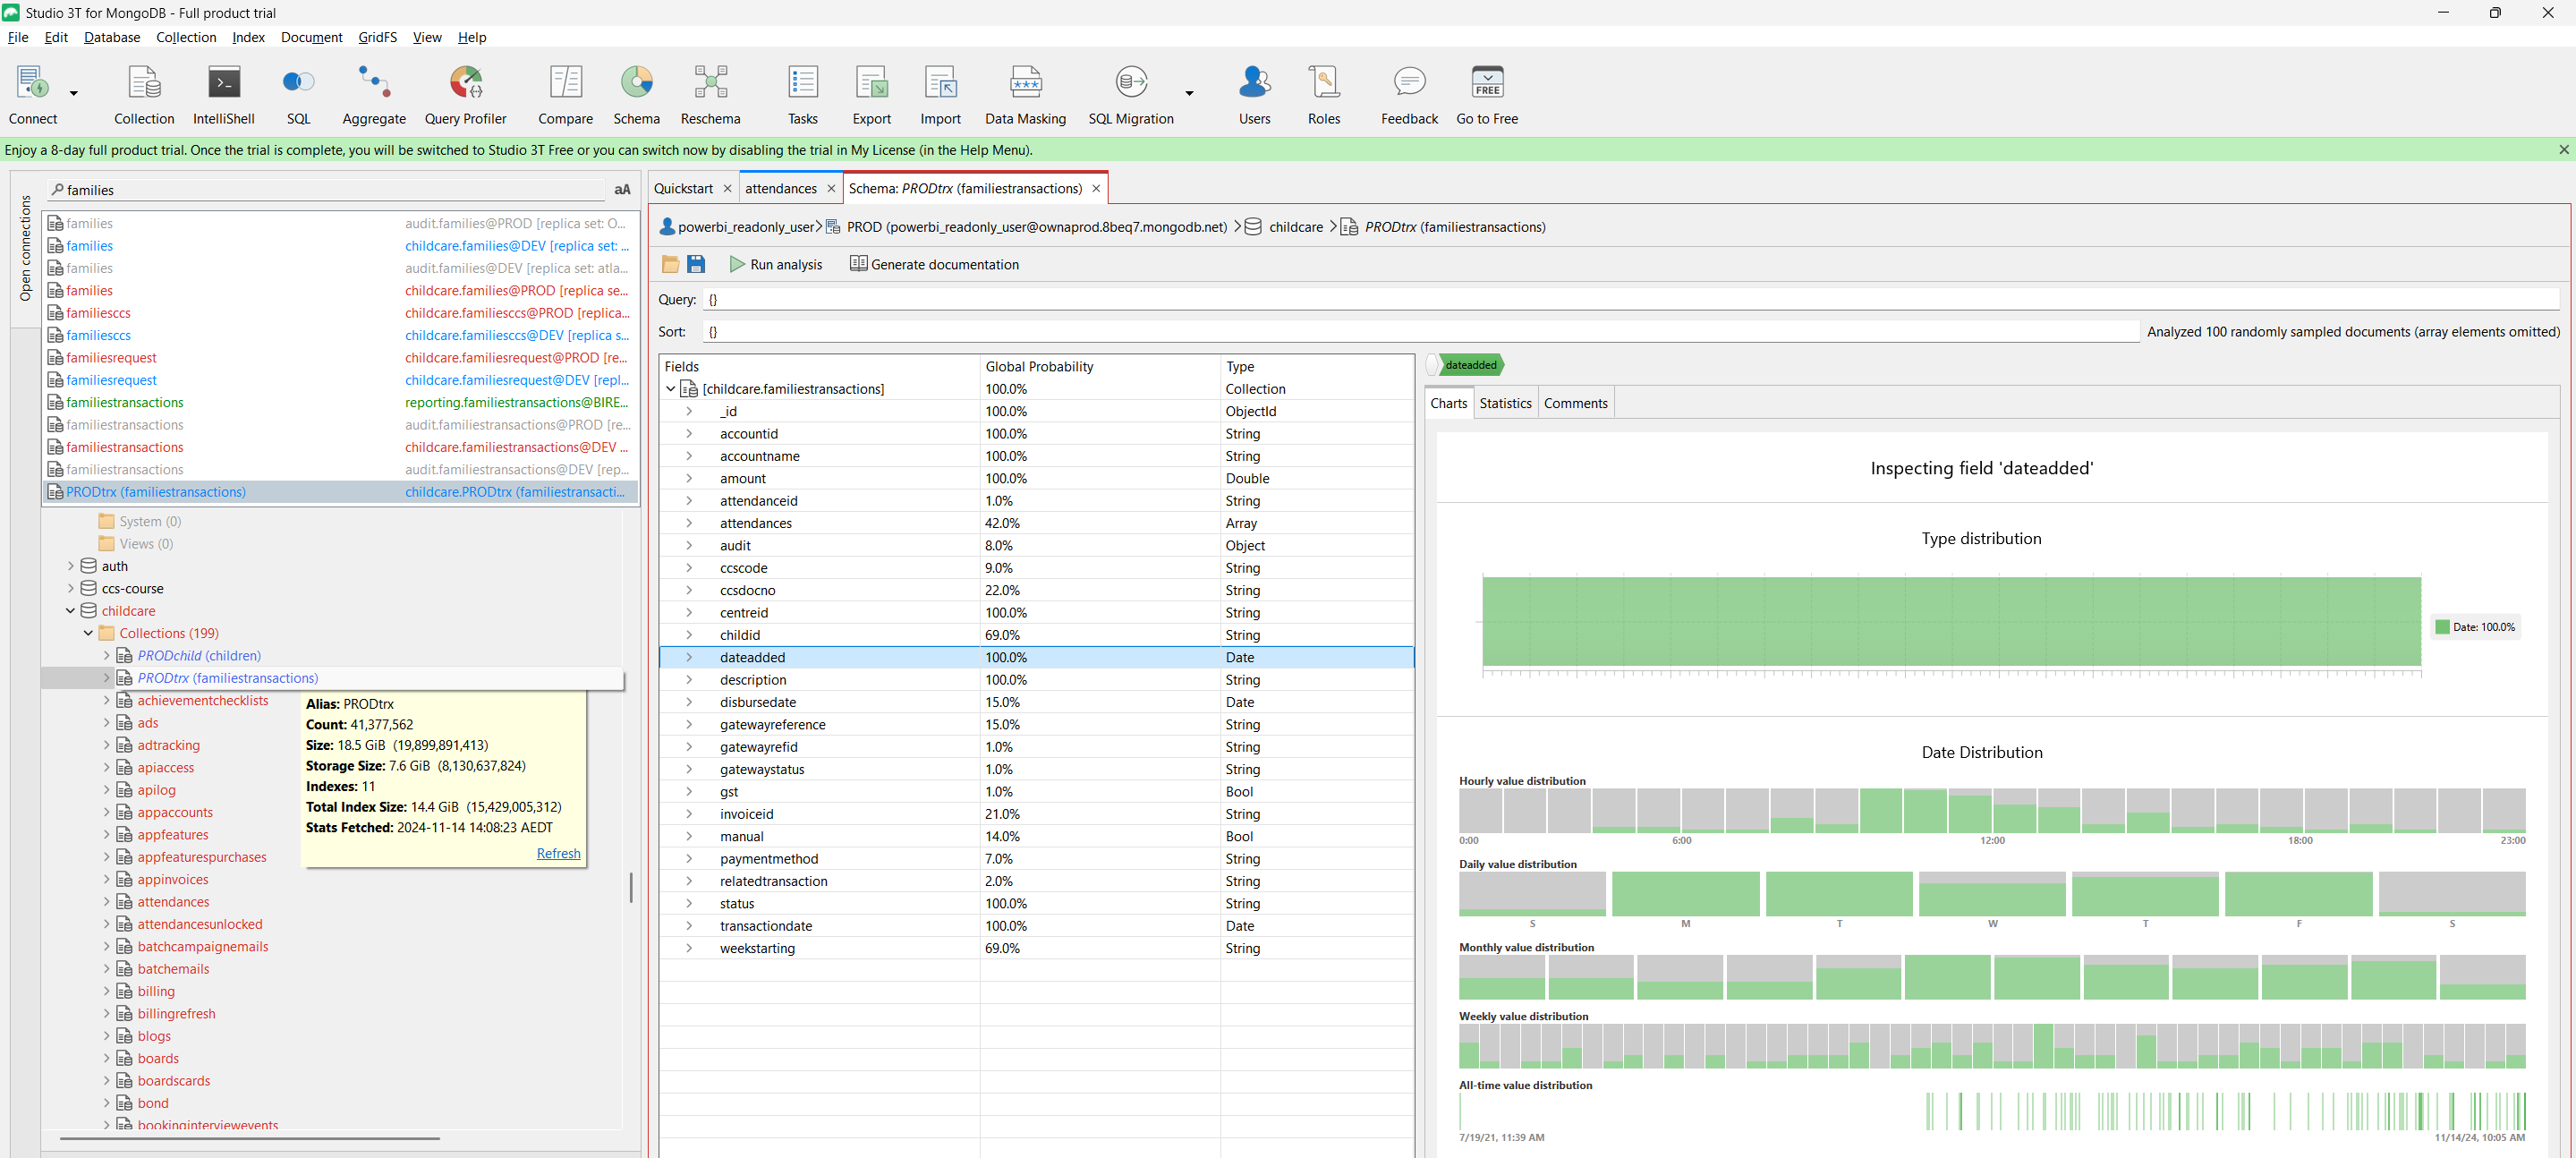 Studio 3T for MongoDB - Full product trial
File Edit Database Collection Index Document GridFS View Help
Connect Collection IntelliShell SQL Aggregate Query Profiler Compare Schema Reschema Tasks Export Import Data Masking SQL Migration Users Roles Feedback Go to Free
FREE
Enjoy a 8-day full product trial. Once the trial is complete, you will be switched to Studio 3T Free or you can switch now by disabling the trial in My License (in the Help Menu).
Open connections
families aA
families audit.families@PROD [replica set: O...
families childcare.families@DEV [replica set: ...
families audit.families@DEV [replica set: atla...
families childcare.families@PROD [replica se...
familiesccs childcare.familiesccs@PROD [replica...
familiesccs childcare.familiesccs@DEV [replica s...
familiesrequest childcare.familiesrequest@PROD [re...
familiesrequest childcare.familiesrequest@DEV [repl...
familiestransactions reporting.familiestransactions@BIRE...
familiestransactions audit.familiestransactions@PROD [re...
familiestransactions childcare.familiestransactions@DEV ...
familiestransactions audit.familiestransactions@DEV [rep...
PRODtrx (familiestransactions) childcare.PRODtrx (familiestransacti...
System (0)
Views (0)
auth
ccs-course
childcare
Collections (199)
PRODchild (children)
PRODtrx (familiestransactions)
achievementchecklists
ads
adtracking
apiaccess
apilog
appaccounts
appfeatures
appfeaturespurchases
appinvoices
attendances
attendancesunlocked
batchcampaignemails
batchemails
billing
billingrefresh
blogs
boards
boardscards
bond
bookinginterviewevents
Alias: PRODtrx
Count: 41,377,562
Size: 18.5 GiB (19,899,891,413)
Storage Size: 7.6 GiB (8,130,637,824)
Indexes: 11
Total Index Size: 14.4 GiB (15,429,005,312)
Stats Fetched: 2024-11-14 14:08:23 AEDT
Refresh
Quickstart attendances Schema: PRODtrx (familiestransactions)
powerbi_readonly_user PROD (powerbi_readonly_user@ownaprod.8beq7.mongodb.net) childcare PRODtrx (familiestransactions)
Run analysis Generate documentation
Query: {}
Sort: {} Analyzed 100 randomly sampled documents (array elements omitted)
Fields Global Probability Type
[childcare.familiestransactions] 100.0% Collection
_id 100.0% ObjectId
accountid 100.0% String
accountname 100.0% String
amount 100.0% Double
attendanceid 1.0% String
attendances 42.0% Array
audit 8.0% Object
ccscode 9.0% String
ccsdocno 22.0% String
centreid 100.0% String
childid 69.0% String
dateadded 100.0% Date
description 100.0% String
disbursedate 15.0% Date
gatewayreference 15.0% String
gatewayrefid 1.0% String
gatewaystatus 1.0% String
gst 1.0% Bool
invoiceid 21.0% String
manual 14.0% Bool
paymentmethod 7.0% String
relatedtransaction 2.0% String
status 100.0% String
transactiondate 100.0% Date
weekstarting 69.0% String
dateadded
Charts Statistics Comments
Inspecting field 'dateadded'
Type distribution
Date: 100.0%
Date Distribution
Hourly value distribution
0:00 6:00 12:00 18:00 23:00
Daily value distribution
S M T W T F S
Monthly value distribution
Weekly value distribution
All-time value distribution
7/19/21, 11:39 AM 11/14/24, 10:05 AM